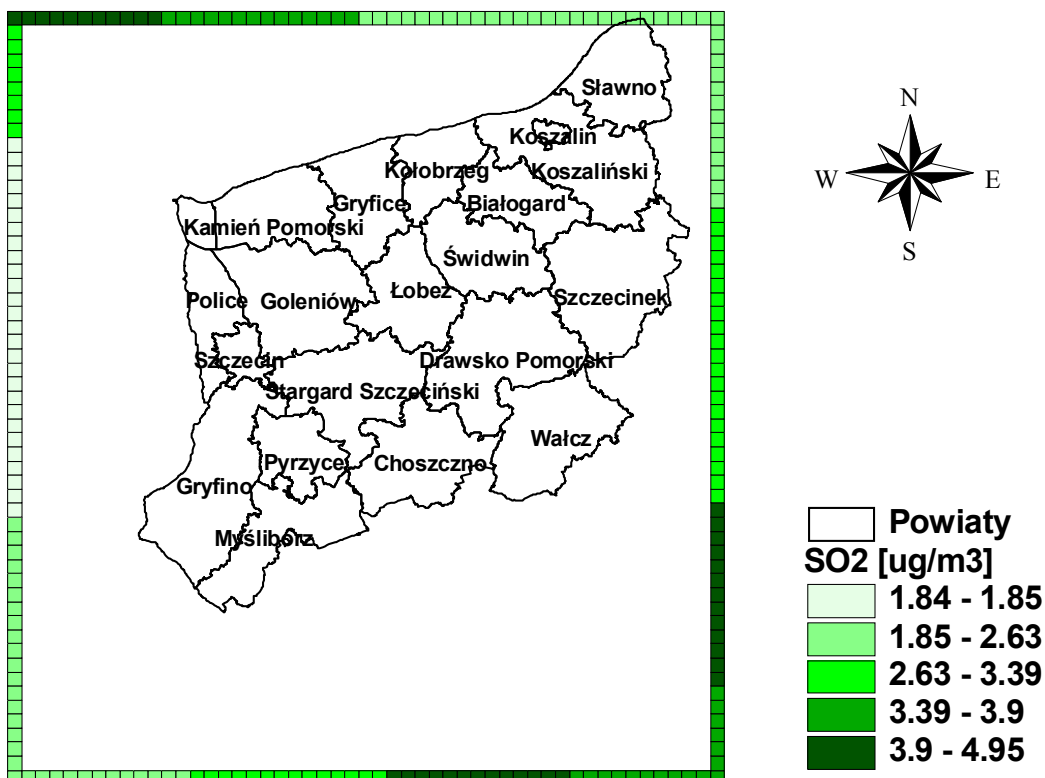 Sławno
Koszalin
Kołobrzeg
Koszaliński
Gryfice
Białogard
Kamień Pomorski
Świdwin
Łobez
Police
Goleniów
Szczecinek
Szczecin
Drawsko Pomorski
Stargard Szczeciński
Wałcz
Pyrzyce
Choszczno
Gryfino
Myślibórz
N
W
E
S
Powiaty
SO2 [ug/m3]
1.84 - 1.85
1.85 - 2.63
2.63 - 3.39
3.39 - 3.9
3.9 - 4.95